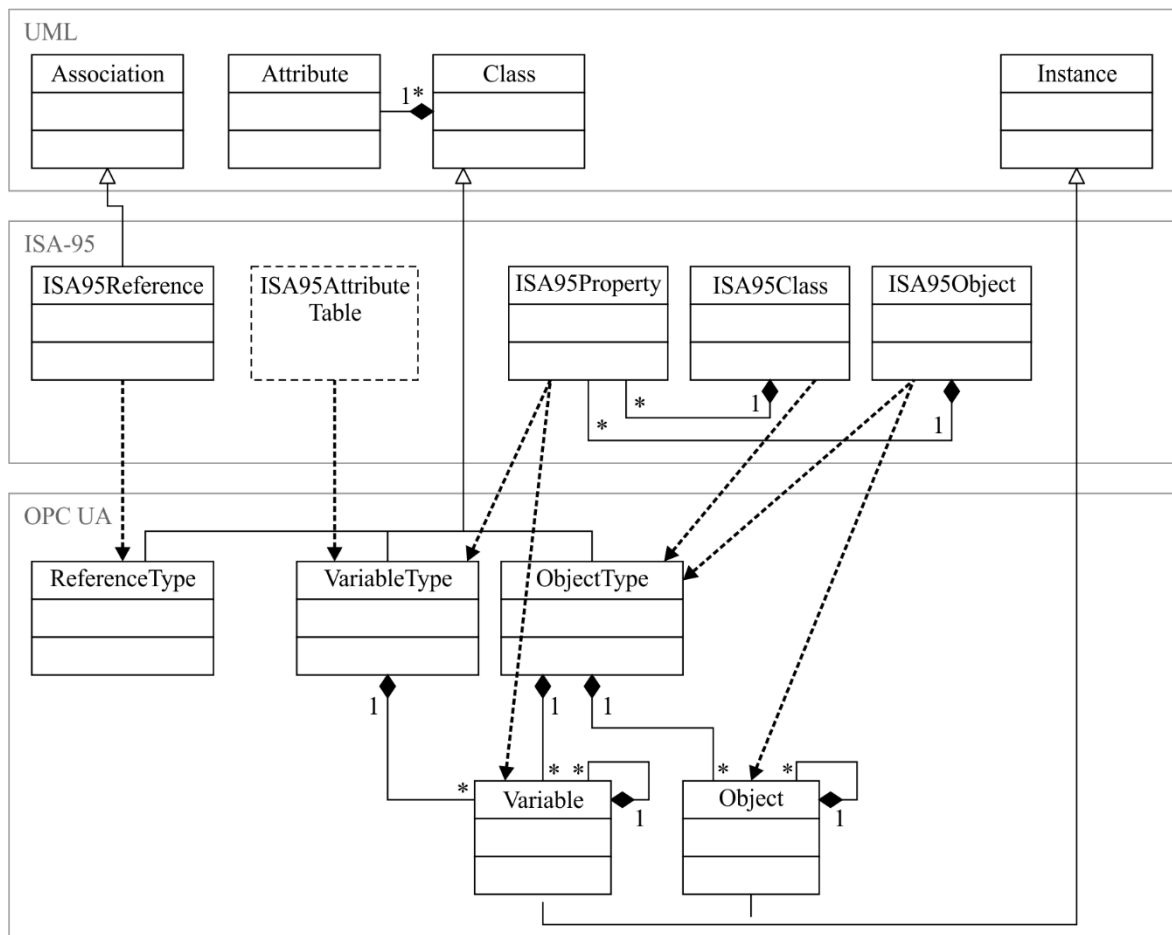 UML
Association
Attribute
Class
Instance
1*
ISA-95
ISA95Reference
ISA95Attribute
Table
ISA95Property
ISA95Class
ISA95Object
*
1
*
1
OPC UA
ReferenceType
VariableType
ObjectType
1
1
1
*
*
*
*
*
Variable
1
Object
1